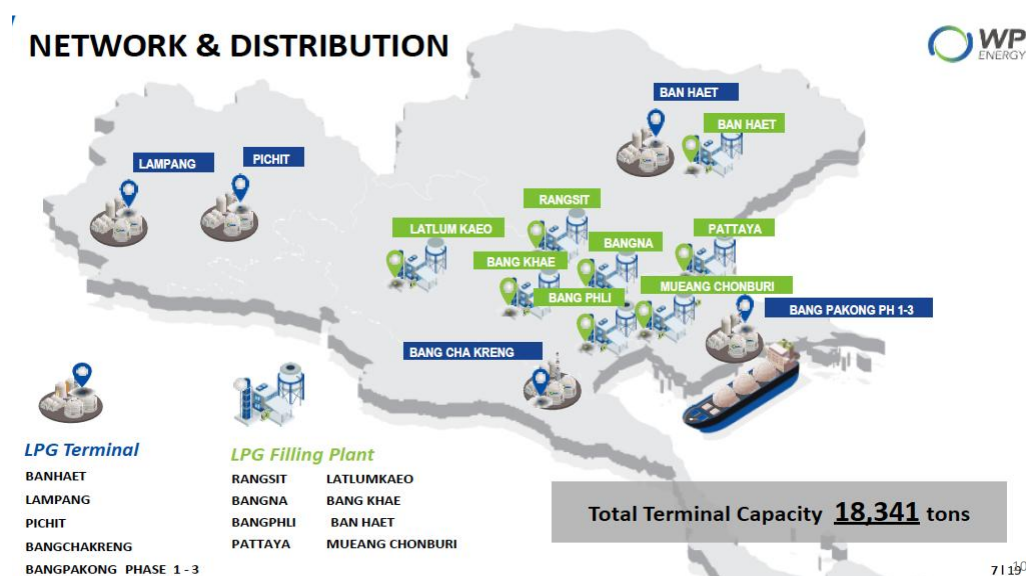 NETWORK & DISTRIBUTION
WP
ENERGY
BAN HAET
BAN HAET
LAMPANG
PICHIT
RANGSIT
LATLUM KAEO
BANGNA
PATTAYA
BANG KHAE
MUEANG CHONBURI
BANG PHLI
BANG PAKONG PH 1-3
BANG CHA KRENG
LPG Terminal
BANHAET
LAMPANG
PICHIT
BANGCHAKRENG
BANGPAKONG PHASE 1 - 3
LPG Filling Plant
RANGSIT LATLUMKAEO
BANGNA BANG KHAE
BANGPHLI BAN HAET
PATTAYA MUEANG CHONBURI
Total Terminal Capacity 18,341 tons
7 | 19
10